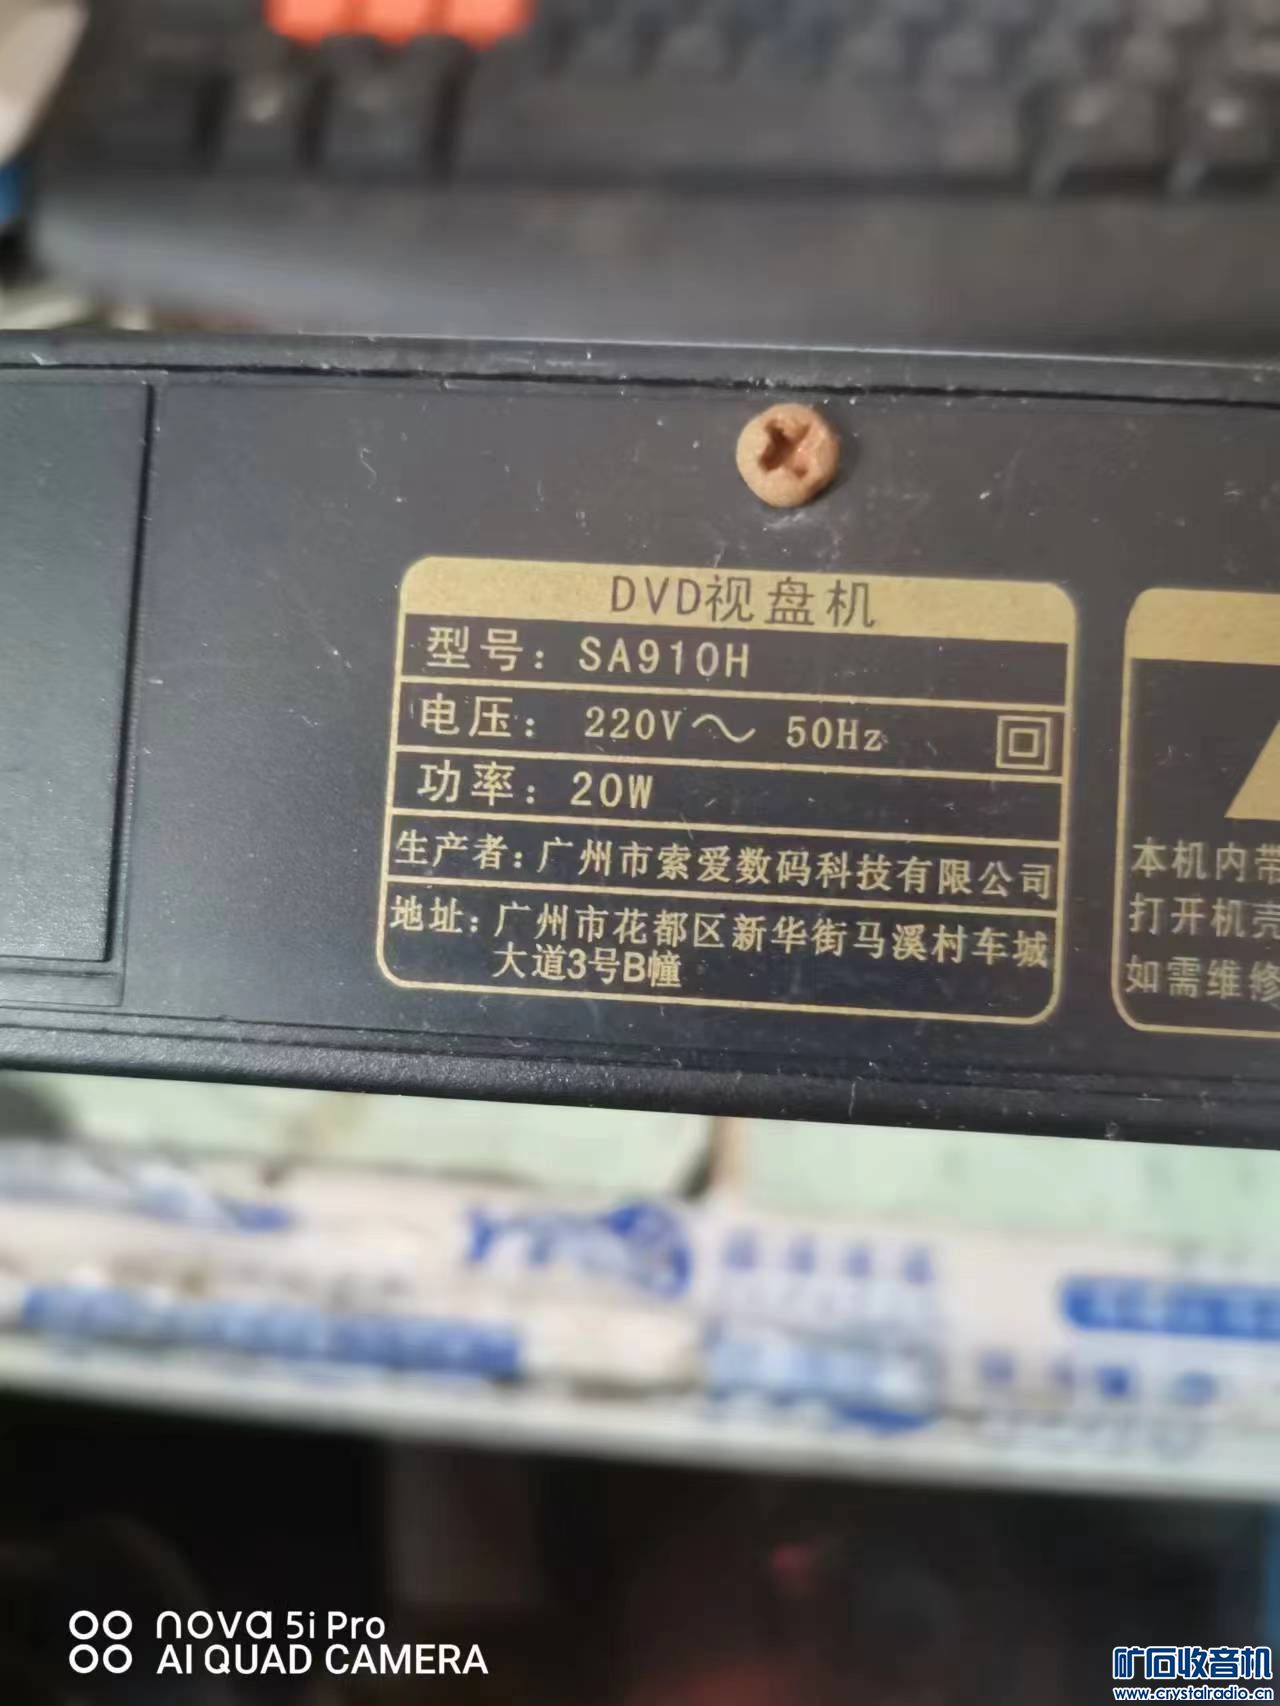 DVD视盘机
型号: SA910H
电压: 220V～ 50Hz
功率: 20W
生产者: 广州市索爱数码科技有限公司
地址: 广州市花都区新华街马溪村车城
大道3号B幢
本机内带
打开机壳
如需维修
nova 5i Pro
AI QUAD CAMERA
矿石收音机
www.crystalradio.cn